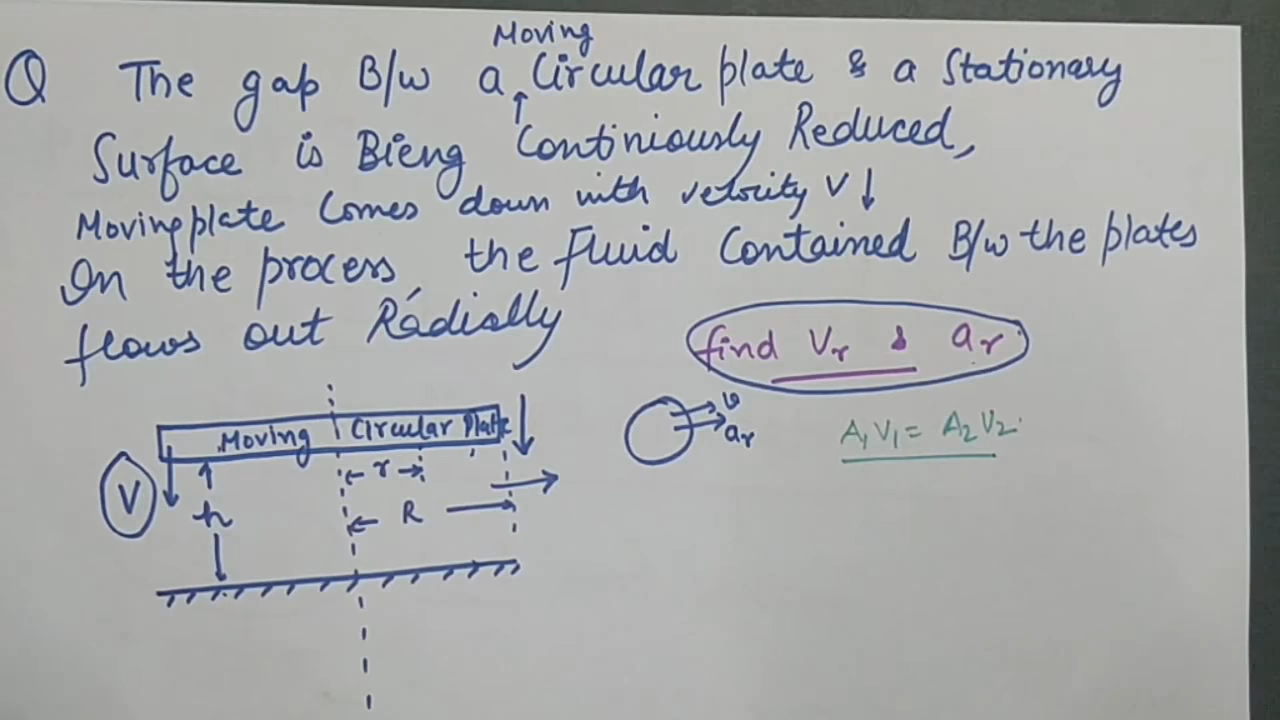 Moving
Q The gap B/w a Circular plate & a Stationary
Surface is Bieng Continiously Reduced,
Moving plate Comes down with velocity V ↓
In the process, the fluid Contained B/w the plates
flows out Radially
find Vr & ar
Moving Circular Plate
V
h
r
R
v
ar
A₁V₁ = A₂V₂